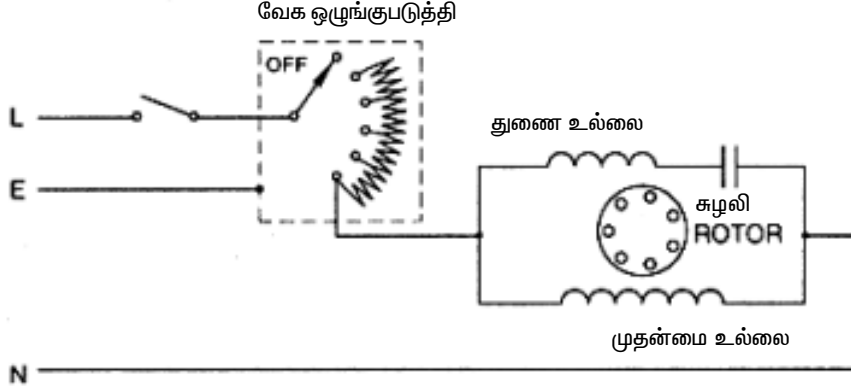 வேக ஒழுங்குபடுத்தி
OFF
L
துணை உல்லை
E
சுழலி
ROTOR
முதன்மை உல்லை
N